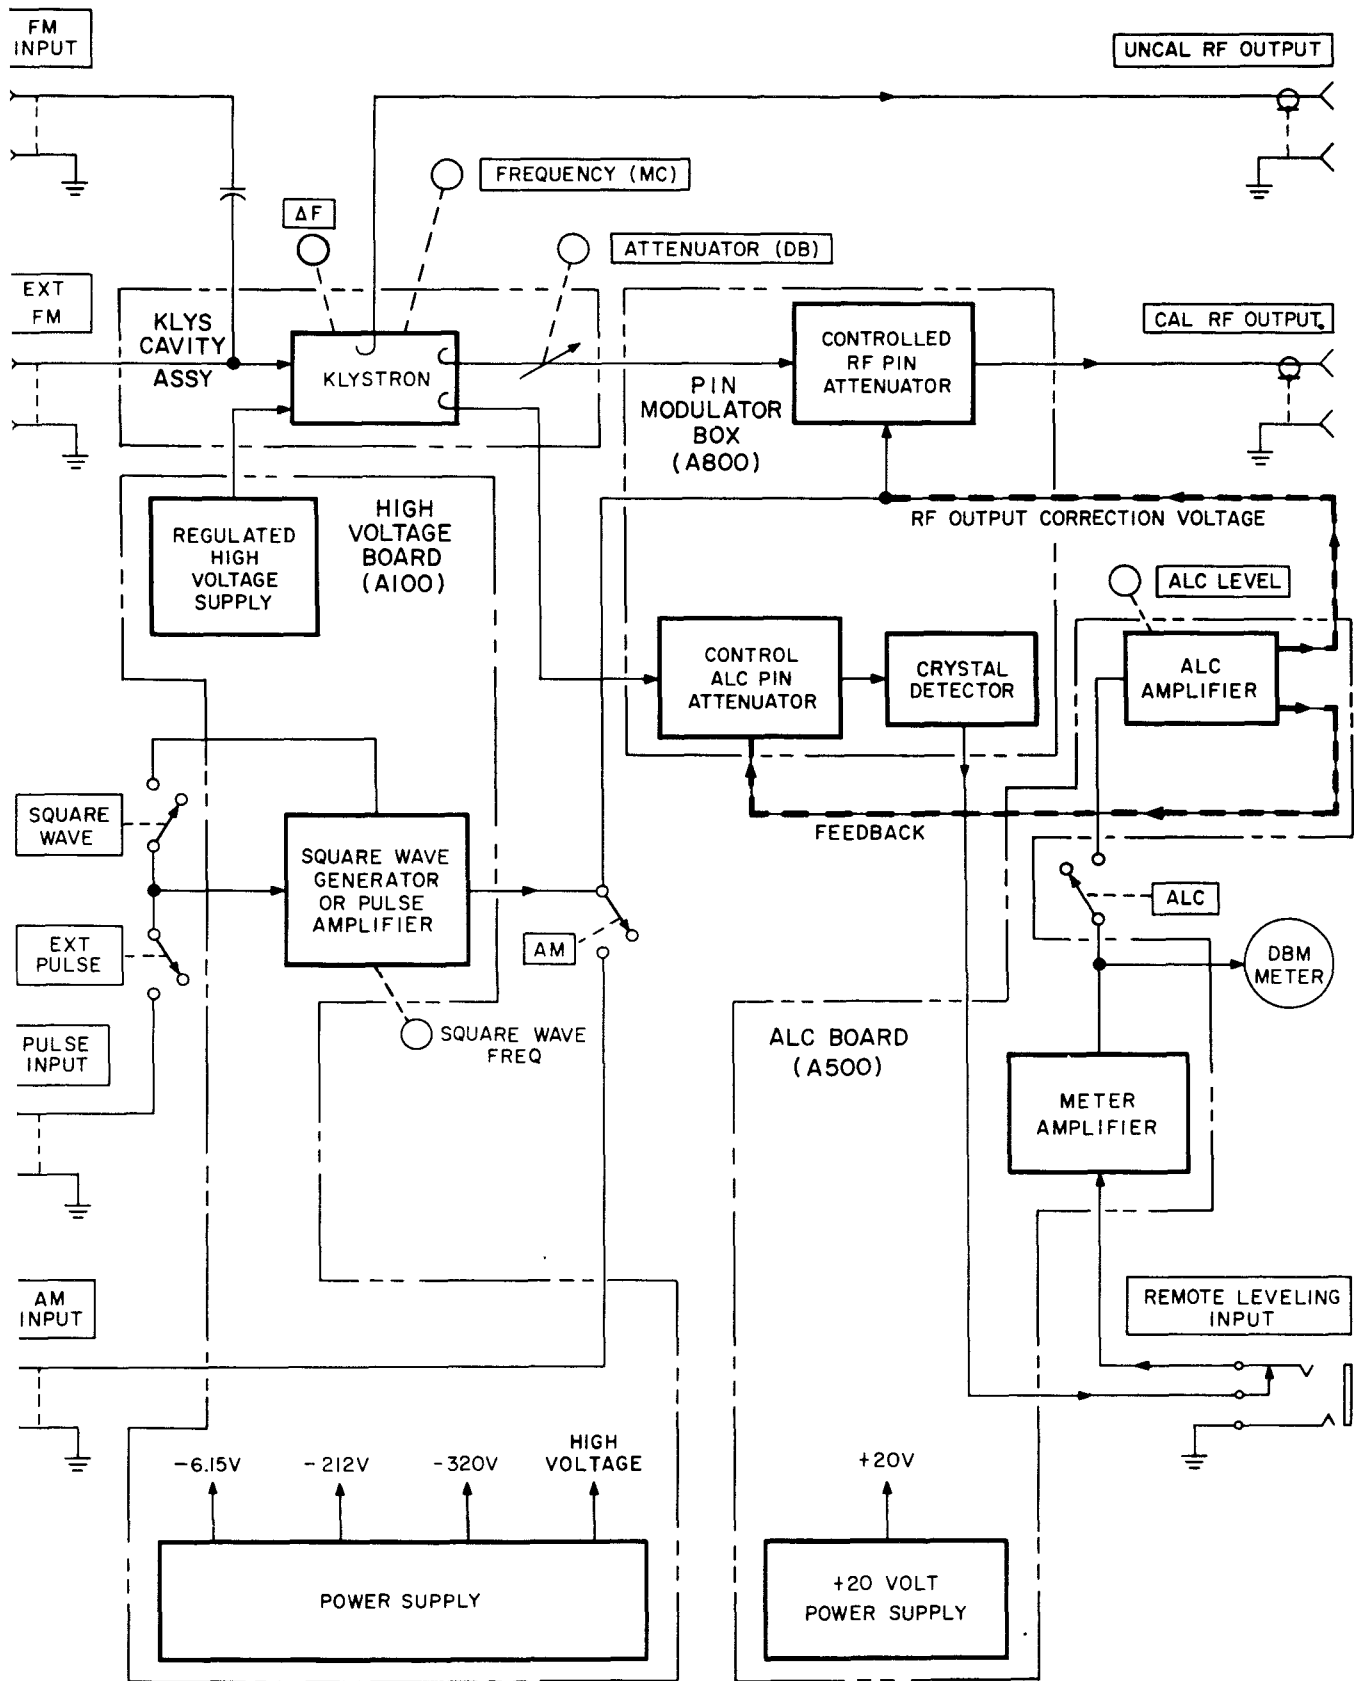 FM
INPUT
UNCAL RF OUTPUT
FREQUENCY (MC)
ΔF
ATTENUATOR (DB)
EXT
FM
KLYS
CAVITY
ASSY
KLYSTRON
CONTROLLED
RF PIN
ATTENUATOR
CAL RF OUTPUT
PIN
MODULATOR
BOX
(A800)
REGULATED
HIGH
VOLTAGE
SUPPLY
HIGH
VOLTAGE
BOARD
(A100)
RF OUTPUT CORRECTION VOLTAGE
ALC LEVEL
CONTROL
ALC PIN
ATTENUATOR
CRYSTAL
DETECTOR
ALC
AMPLIFIER
SQUARE
WAVE
SQUARE WAVE
GENERATOR
OR PULSE
AMPLIFIER
FEEDBACK
ALC
EXT
PULSE
AM
DBM
METER
PULSE
INPUT
SQUARE WAVE
FREQ
ALC BOARD
(A500)
METER
AMPLIFIER
AM
INPUT
REMOTE LEVELING
INPUT
-6.15V
-212V
-320V
HIGH
VOLTAGE
+20V
POWER SUPPLY
+20 VOLT
POWER SUPPLY